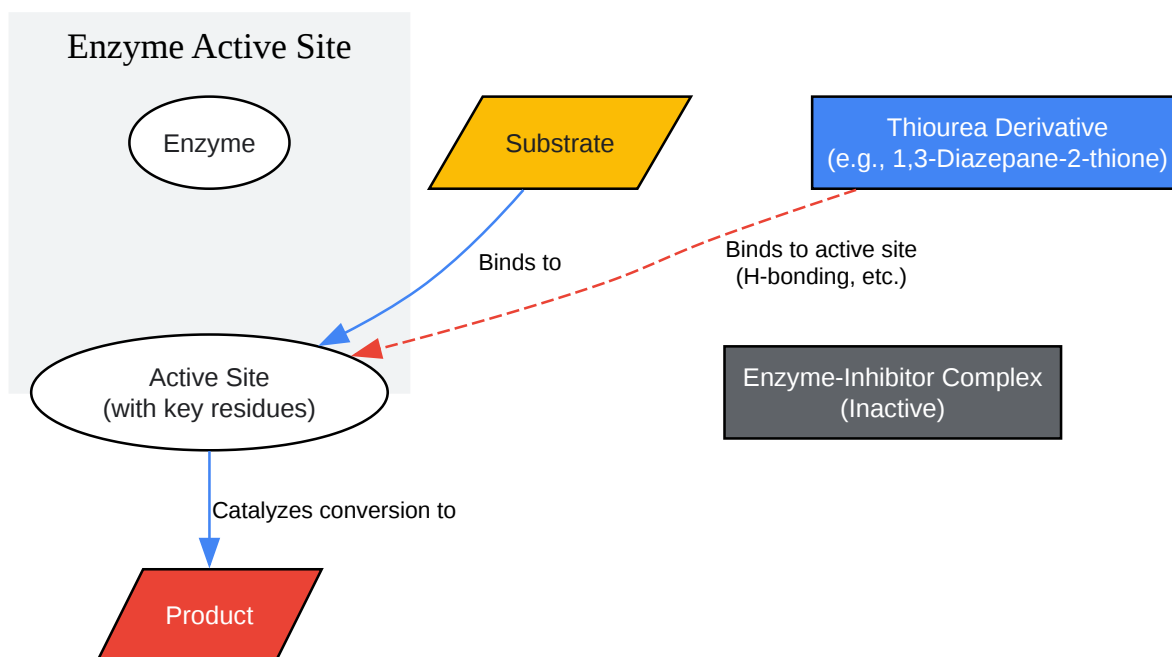 Enzyme Active Site
Enzyme
Substrate
Thiourea Derivative
(e.g., 1,3-Diazepane-2-thione)
Binds to
Binds to active site
(H-bonding, etc.)
Active Site
(with key residues)
Enzyme-Inhibitor Complex
(Inactive)
Catalyzes conversion to
Product